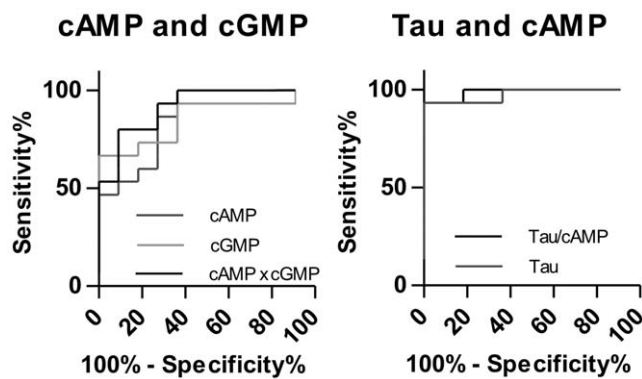 cAMP and cGMP
Sensitivity%
100
50
0
cAMP
cGMP
cAMP x cGMP
0
20
40
60
80
100
100% - Specificity%
Tau and cAMP
Sensitivity%
100
50
0
Tau/cAMP
Tau
0
20
40
60
80
100
100% - Specificity%